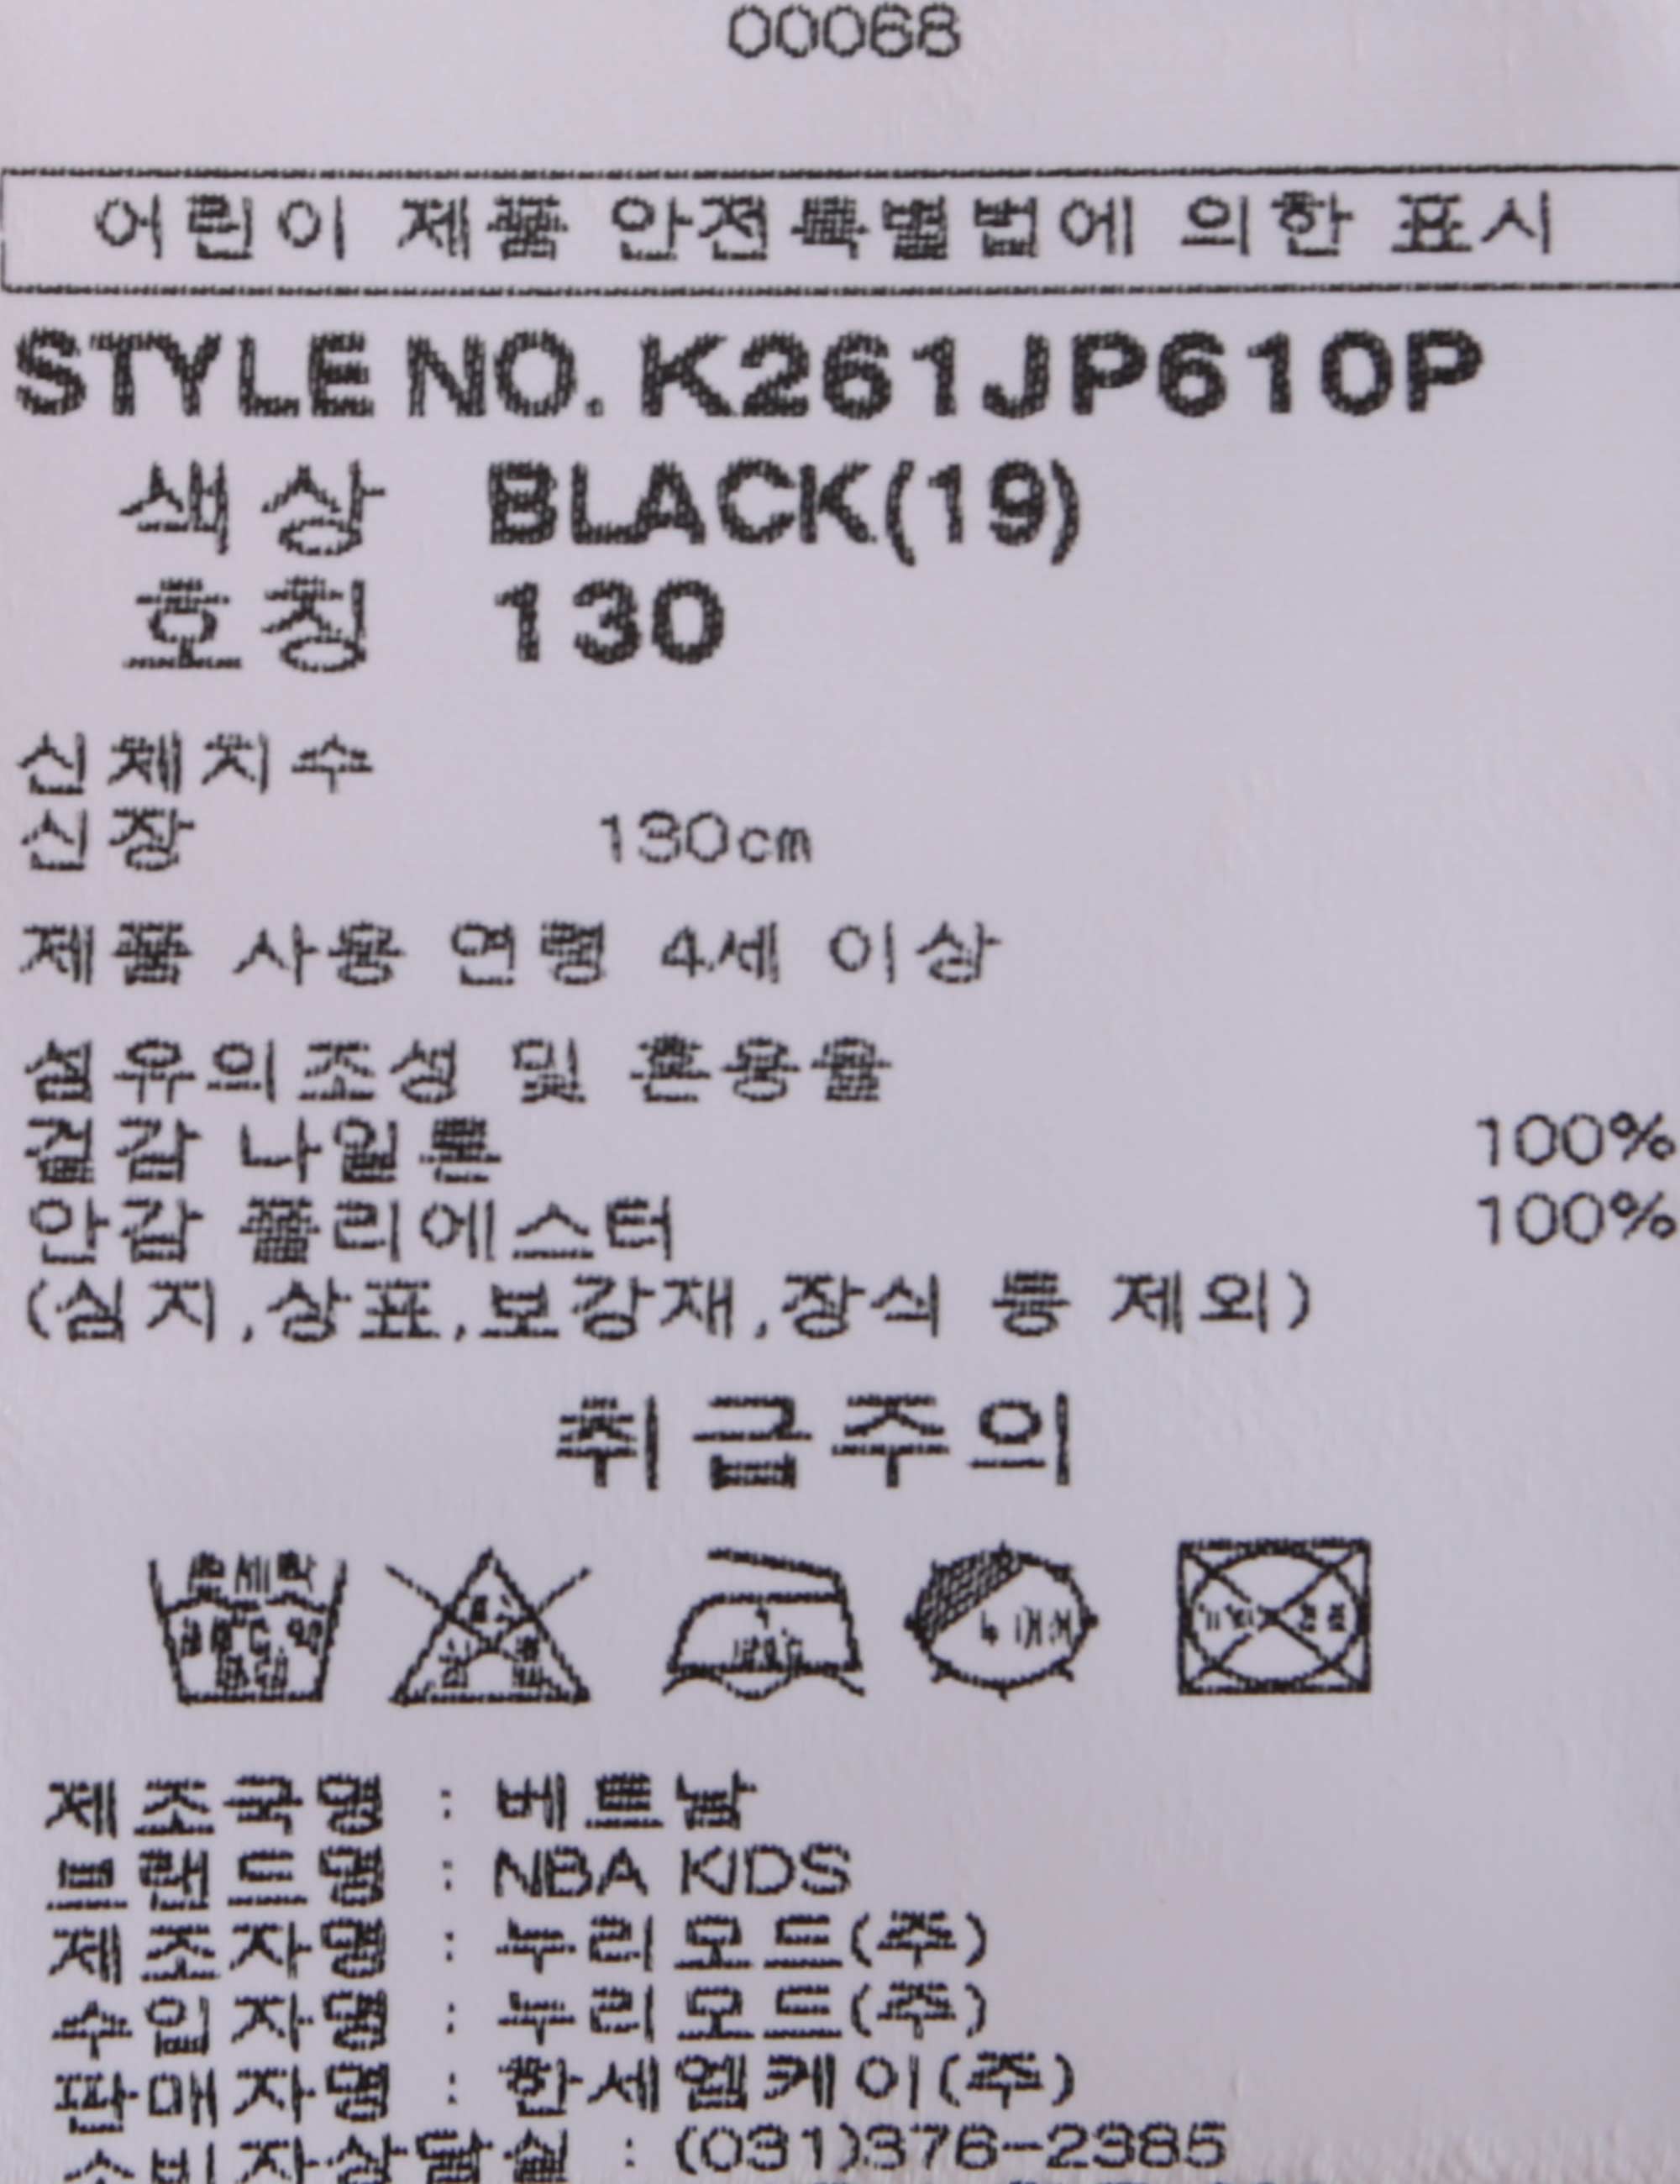 00068
어린이 제품 안전특별법에 의한 표시
STYLE NO. K261JP610P
색상 BLACK(19)
호칭 130
신체치수
신장 130cm
제품 사용 연령 4세 이상
섬유의조성 및 혼용율
겉감 나일론 100%
안감 폴리에스터 100%
(심지,상표,보강재,장식 등 제외)
취급주의
제조국명 : 베트남
브랜드명 : NBA KIDS
제조자명 : 누리모드(주)
수입자명 : 누리모드(주)
판매자명 : 한세엠케이(주)
소비자상담실 : (031)376-2385